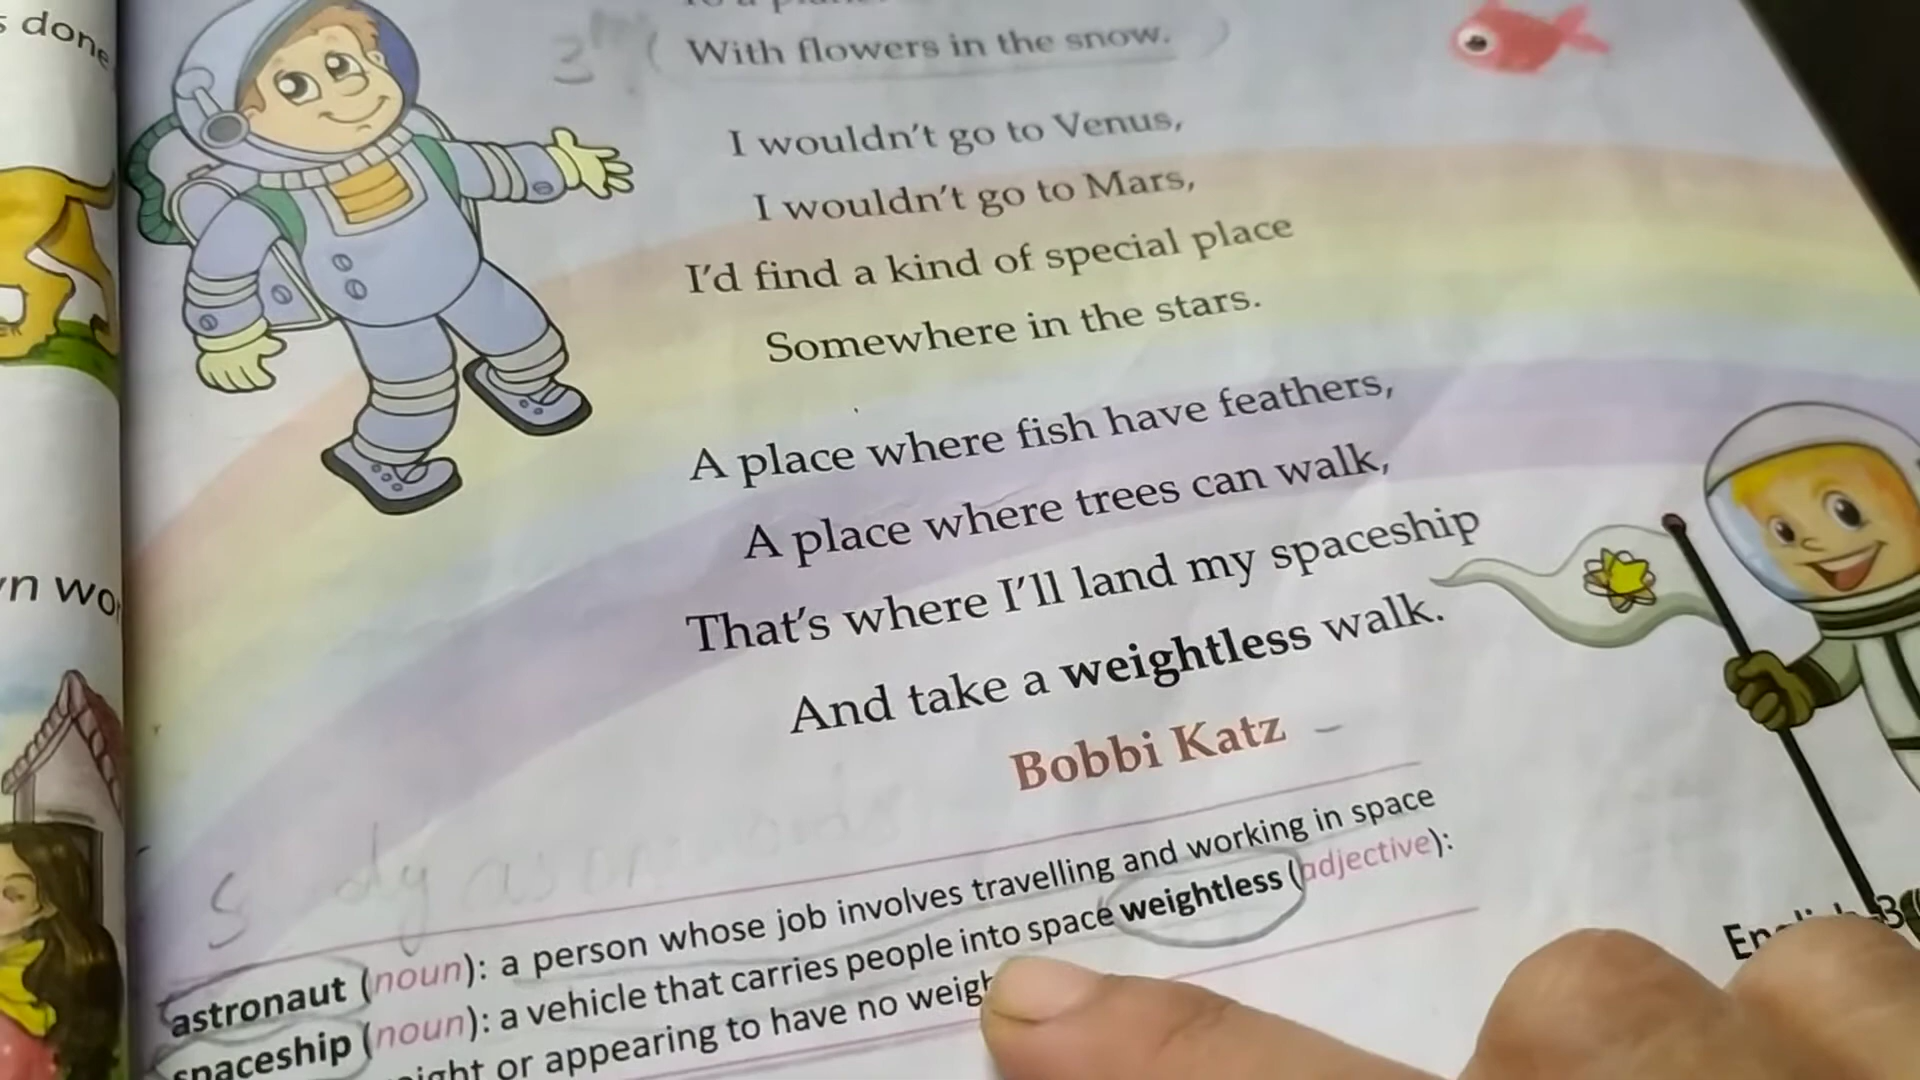 done
3
With flowers in the snow.
I wouldn't go to Venus,
I wouldn't go to Mars,
I'd find a kind of special place
Somewhere in the stars.
A place where fish have feathers,
A place where trees can walk,
That's where I'll land my spaceship
And take a weightless walk.
Bobbi Katz
astronaut (noun): a person whose job involves travelling and working in space
spaceship (noun): a vehicle that carries people into space weightless (adjective):
or appearing to have no